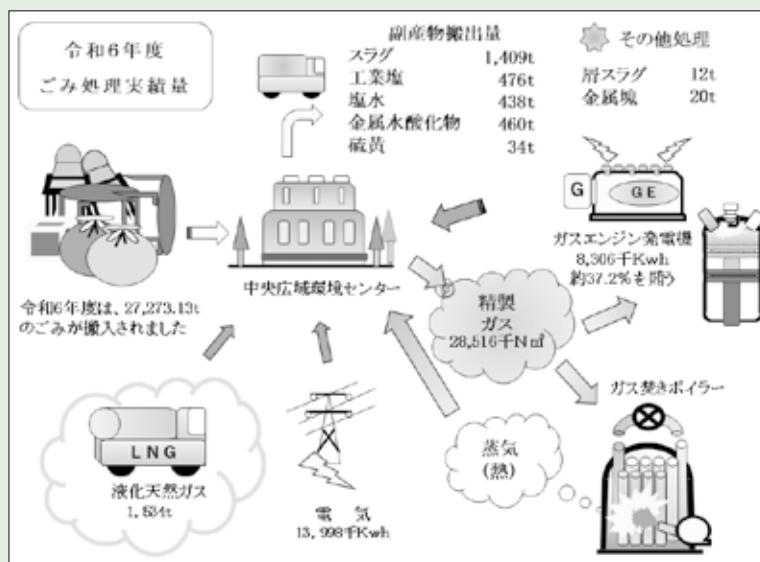 令和6年度
ごみ処理実績量
副産物搬出量
スラグ 1,409t
工業塩 476t
塩水 438t
金属水酸化物 460t
硫黄 34t
その他処理
屑スラグ 12t
金属塊 20t
令和6年度は、27,273.13t
のごみが搬入されました
中央広域環境センター
G
GE
ガスエンジン発電機
8,306千Kwh
約37.2%を賄う
精製
ガス
28,516千N㎥
ガス焚きボイラー
蒸気
(熱)
LNG
液化天然ガス
1,534t
電気
13,998千Kwh